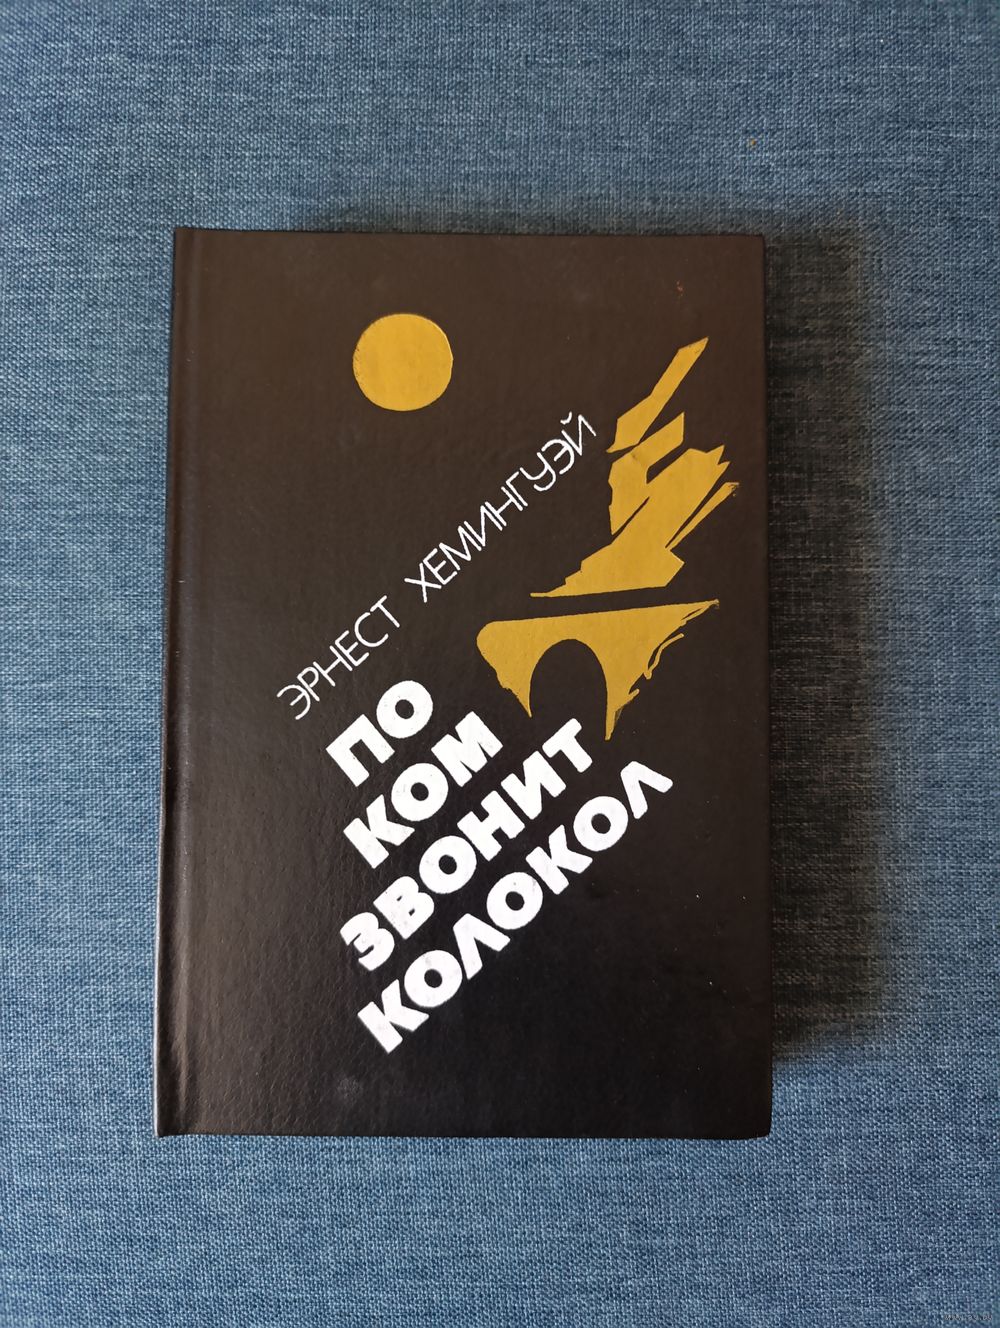 ЭРНЕСТ ХЕМИНГУЭЙ
ПО
КОМ
ЗВОНИТ
КОЛОКОЛ